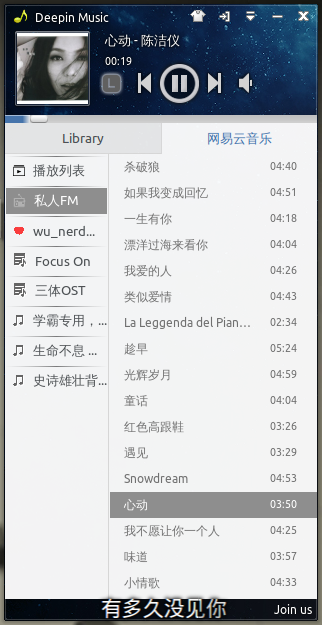 Deepin Music
心动 - 陈洁仪
00:19
L
Library
网易云音乐
播放列表
私人FM
wu_nerd...
Focus On
三体OST
学霸专用，...
生命不息 ...
史诗雄壮背...
杀破狼 04:40
如果我变成回忆 04:51
一生有你 04:18
漂洋过海来看你 04:04
我爱的人 04:26
类似爱情 04:43
La Leggenda del Pian... 02:34
趁早 05:24
光辉岁月 04:59
童话 04:04
红色高跟鞋 03:26
遇见 03:29
Snowdream 04:53
心动 03:50
我不愿让你一个人 04:25
味道 03:57
小情歌 04:33
有多久没见你
Join us